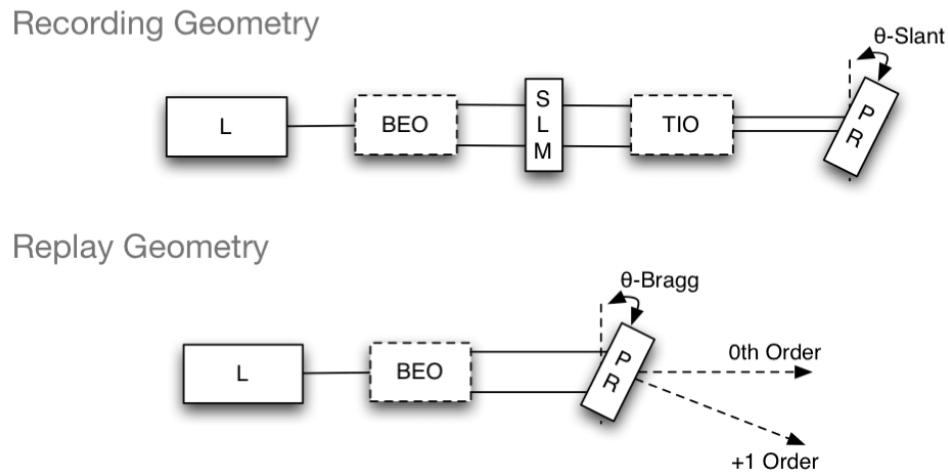 Recording Geometry
θ-Slant
L
BEO
S
L
M
TIO
P
R
Replay Geometry
θ-Bragg
L
BEO
P
R
0th Order
+1 Order